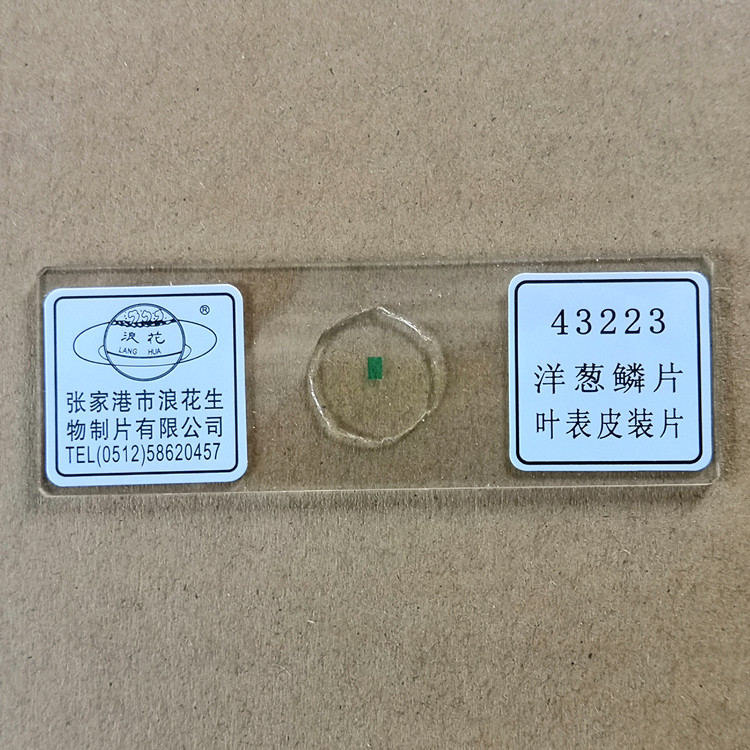 ®
浪花
LANG HUA
张家港市浪花生
物制片有限公司
TEL(0512)58620457
43223
洋葱鳞片
叶表皮装片